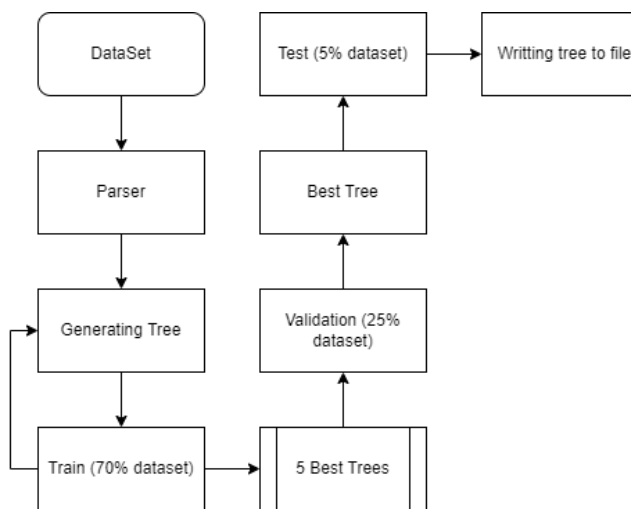 DataSet
Parser
Generating Tree
Train (70% dataset)
5 Best Trees
Validation (25%
dataset)
Best Tree
Test (5% dataset)
Writting tree to file